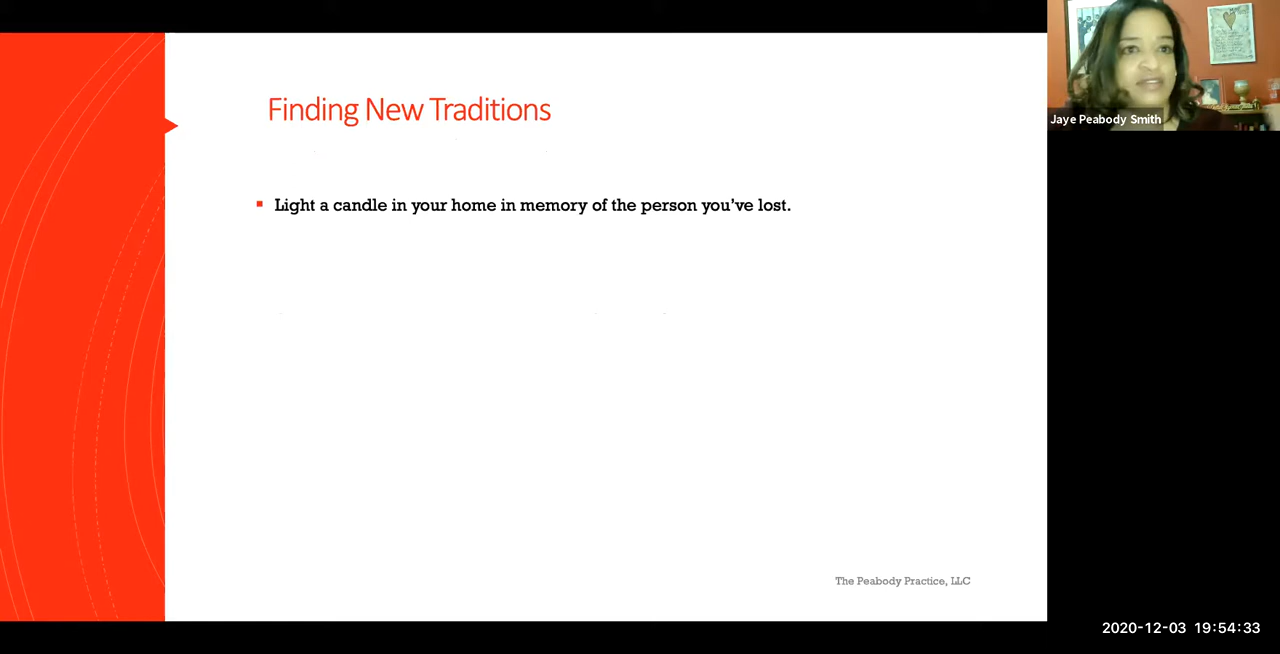 Finding New Traditions
Light a candle in your home in memory of the person you've lost.
The Peabody Practice, LLC
Jaye Peabody Smith
2020-12-03 19:54:33